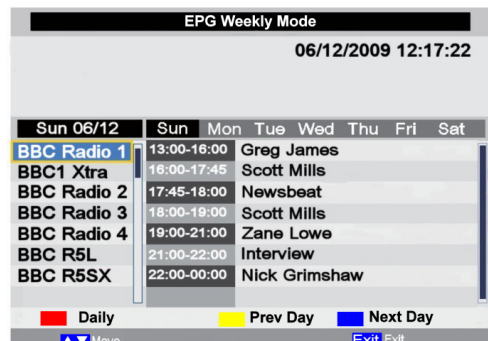 EPG Weekly Mode
06/12/2009 12:17:22
Sun 06/12 Sun Mon Tue Wed Thu Fri Sat
BBC Radio 1 13:00-16:00 Greg James
BBC1 Xtra 16:00-17:45 Scott Mills
BBC Radio 2 17:45-18:00 Newsbeat
BBC Radio 3 18:00-19:00 Scott Mills
BBC Radio 4 19:00-21:00 Zane Lowe
BBC R5L 21:00-22:00 Interview
BBC R5SX 22:00-00:00 Nick Grimshaw
Daily Prev Day Next Day
Move Exit Exit